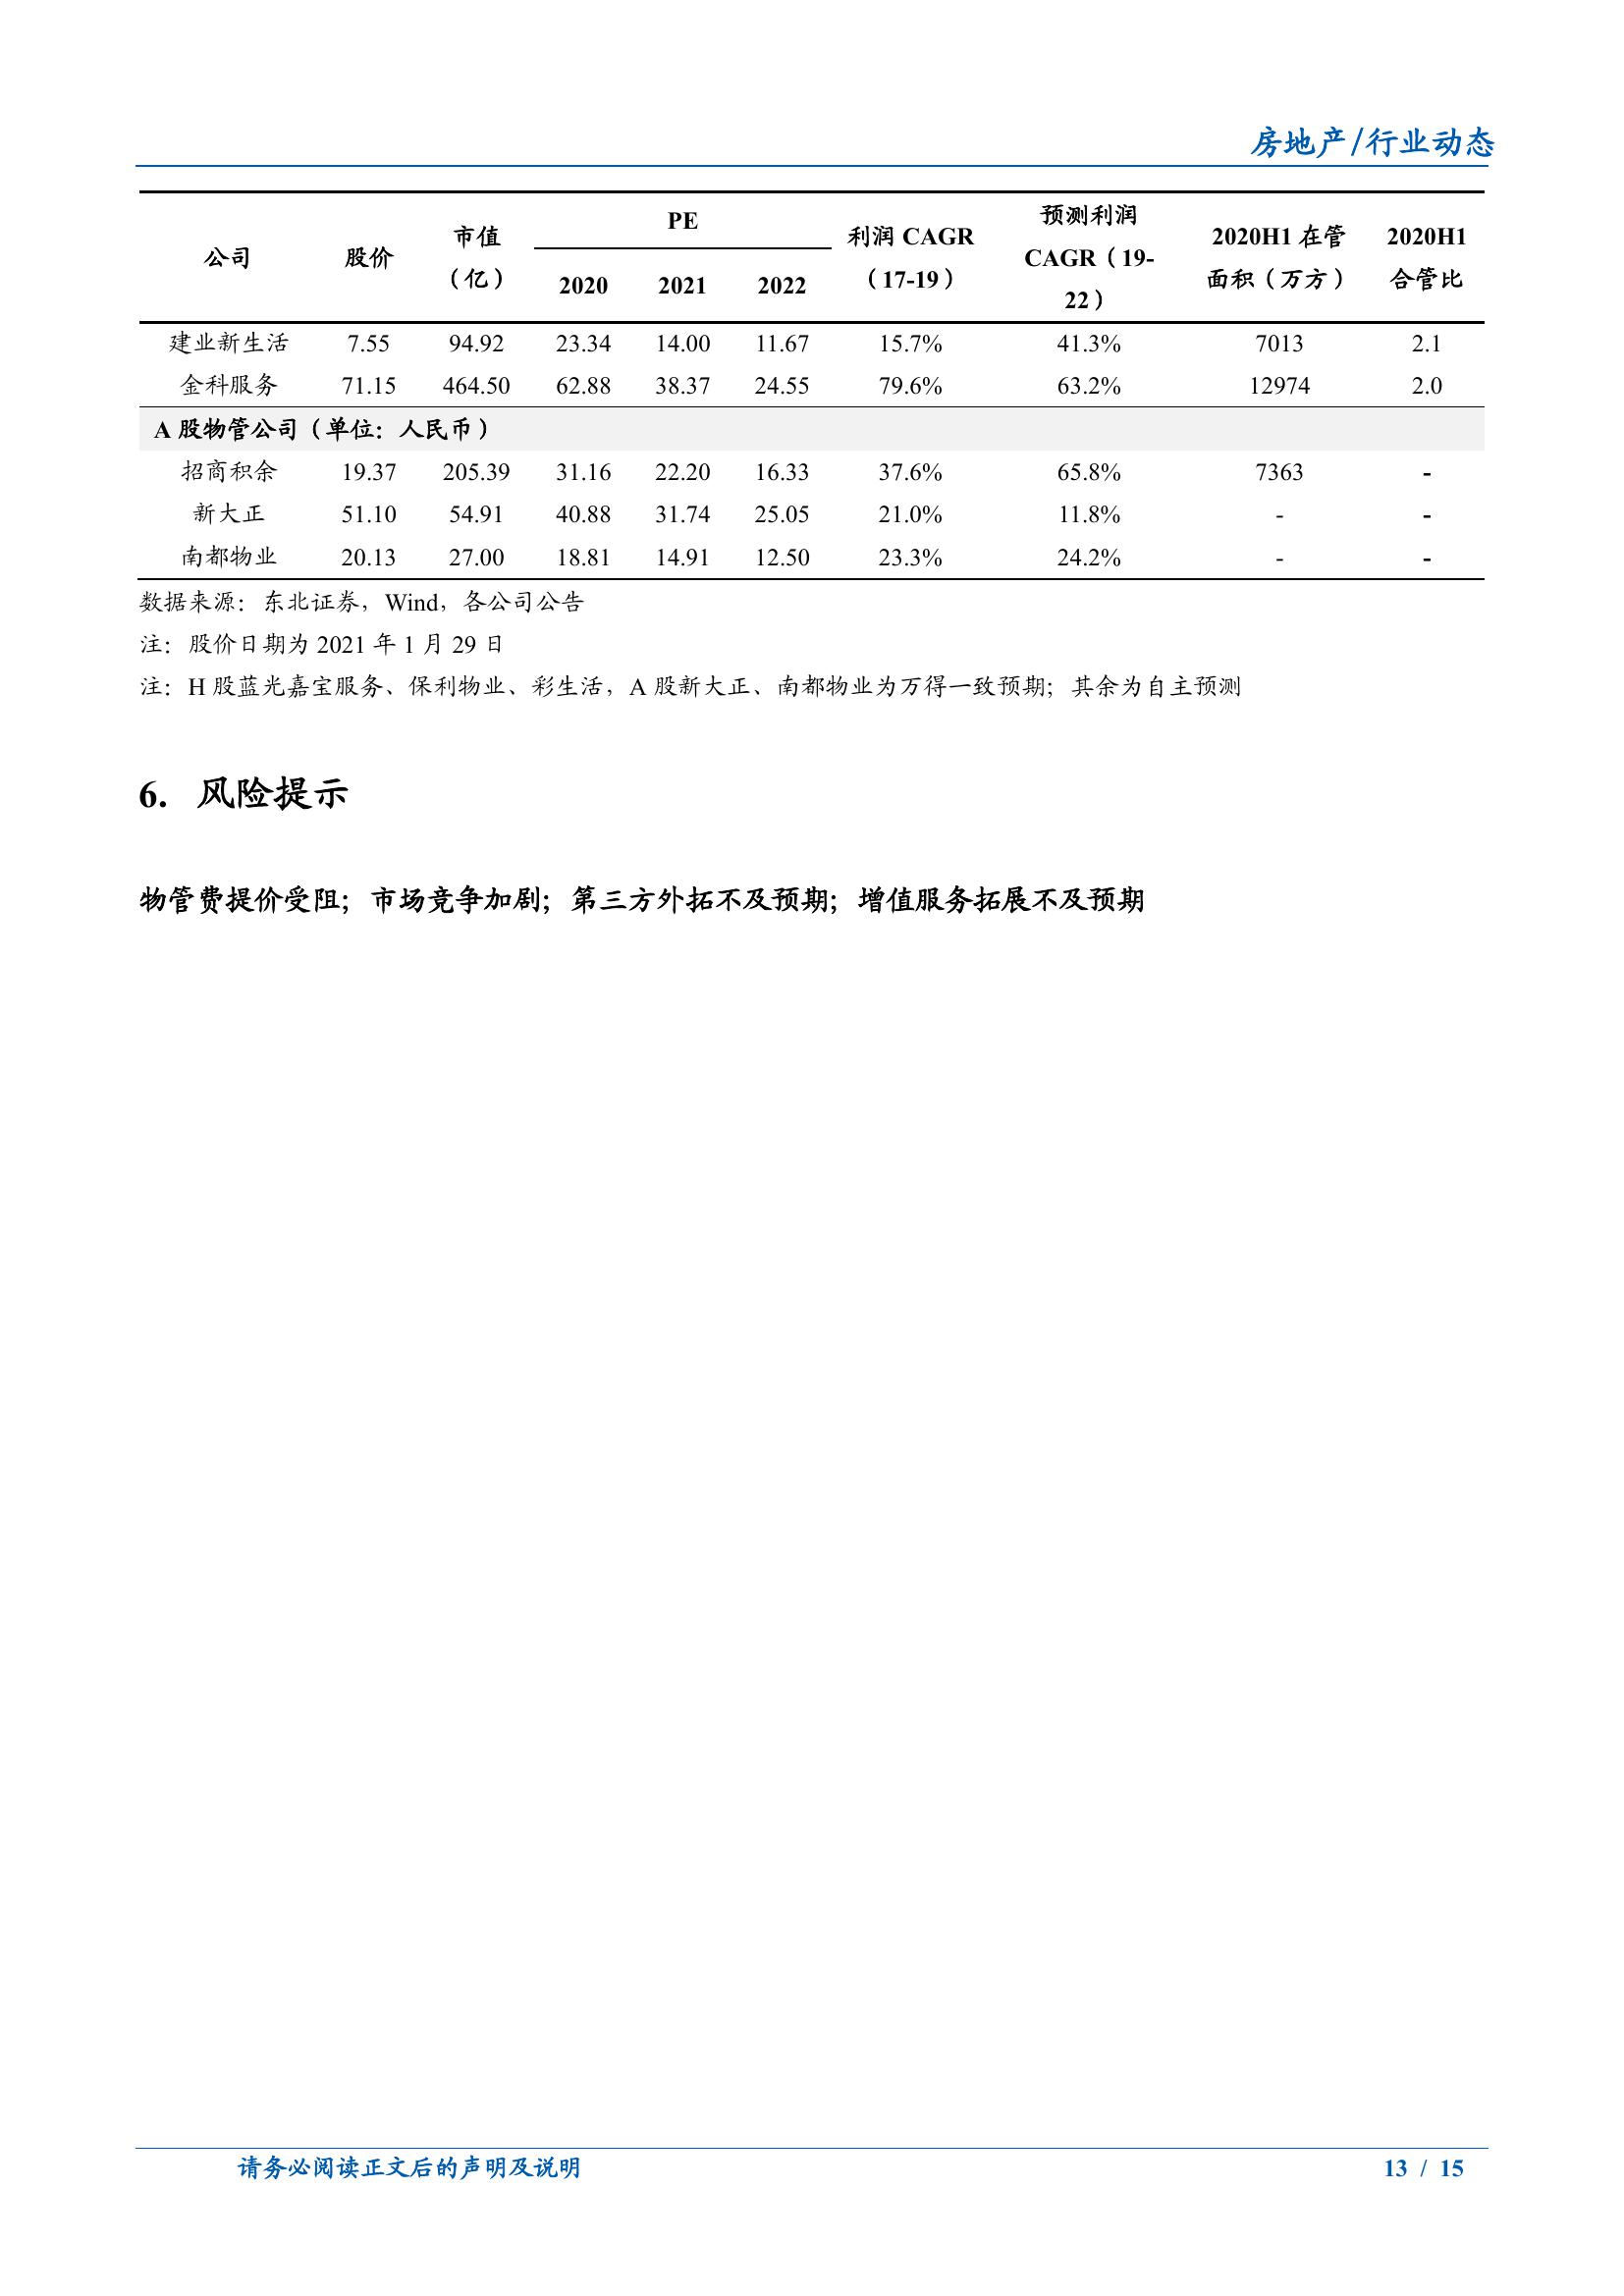 房地产/行业动态
公司 股价 市值（亿） PE 2020 2021 2022 利润 CAGR（17-19） 预测利润 CAGR（19-22） 2020H1 在管面积（万方） 2020H1 合管比
建业新生活 7.55 94.92 23.34 14.00 11.67 15.7% 41.3% 7013 2.1
金科服务 71.15 464.50 62.88 38.37 24.55 79.6% 63.2% 12974 2.0
A 股物管公司（单位：人民币）
招商积余 19.37 205.39 31.16 22.20 16.33 37.6% 65.8% 7363 -
新大正 51.10 54.91 40.88 31.74 25.05 21.0% 11.8% - -
南都物业 20.13 27.00 18.81 14.91 12.50 23.3% 24.2% - -
数据来源：东北证券，Wind，各公司公告
注：股价日期为 2021 年 1 月 29 日
注：H 股蓝光嘉宝服务、保利物业、彩生活，A 股新大正、南都物业为万得一致预期；其余为自主预测
6. 风险提示
物管费提价受阻；市场竞争加剧；第三方外拓不及预期；增值服务拓展不及预期
请务必阅读正文后的声明及说明
13 / 15